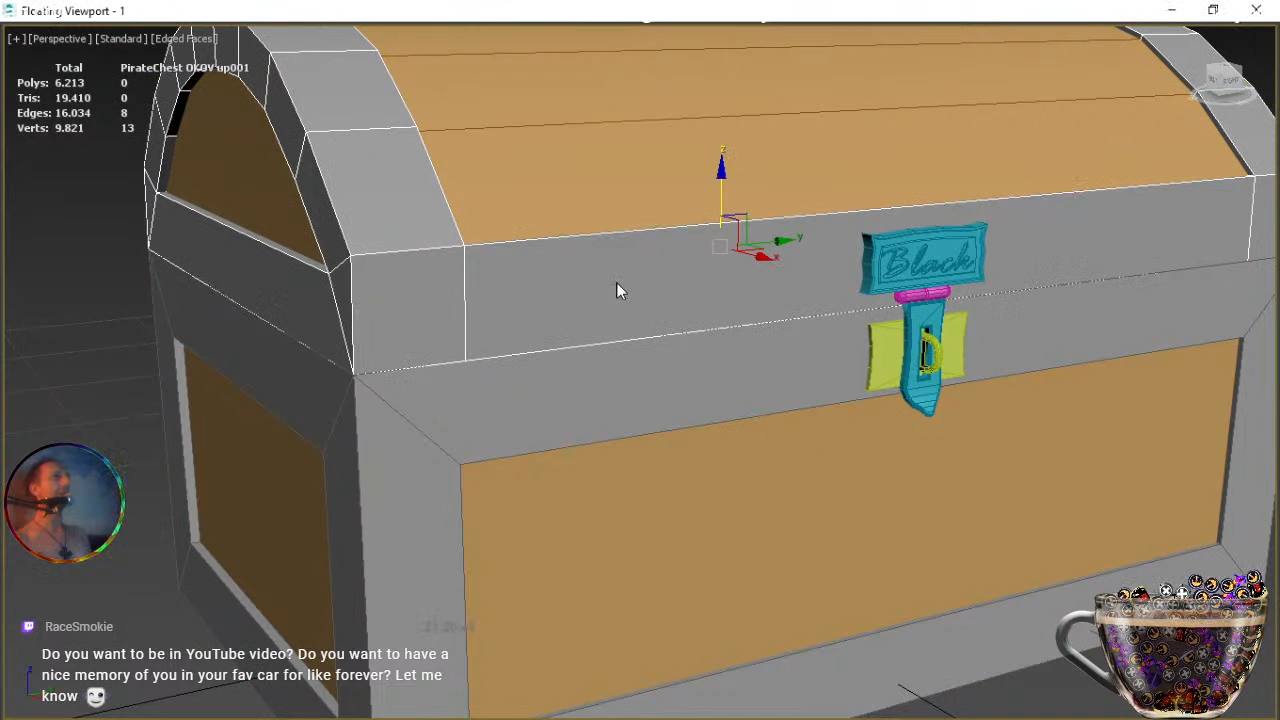 Floating Viewport - 1
[+] [Perspective] [Standard] [Edged Faces]
Total PirateChest OKOV up001
Polys: 6.213 0
Tris: 19.410 0
Edges: 16.034 8
Verts: 9.821 13
z
y
x
Black
RaceSmokie
Do you want to be in YouTube video? Do you want to have a
nice memory of you in your fav car for like forever? Let me
know